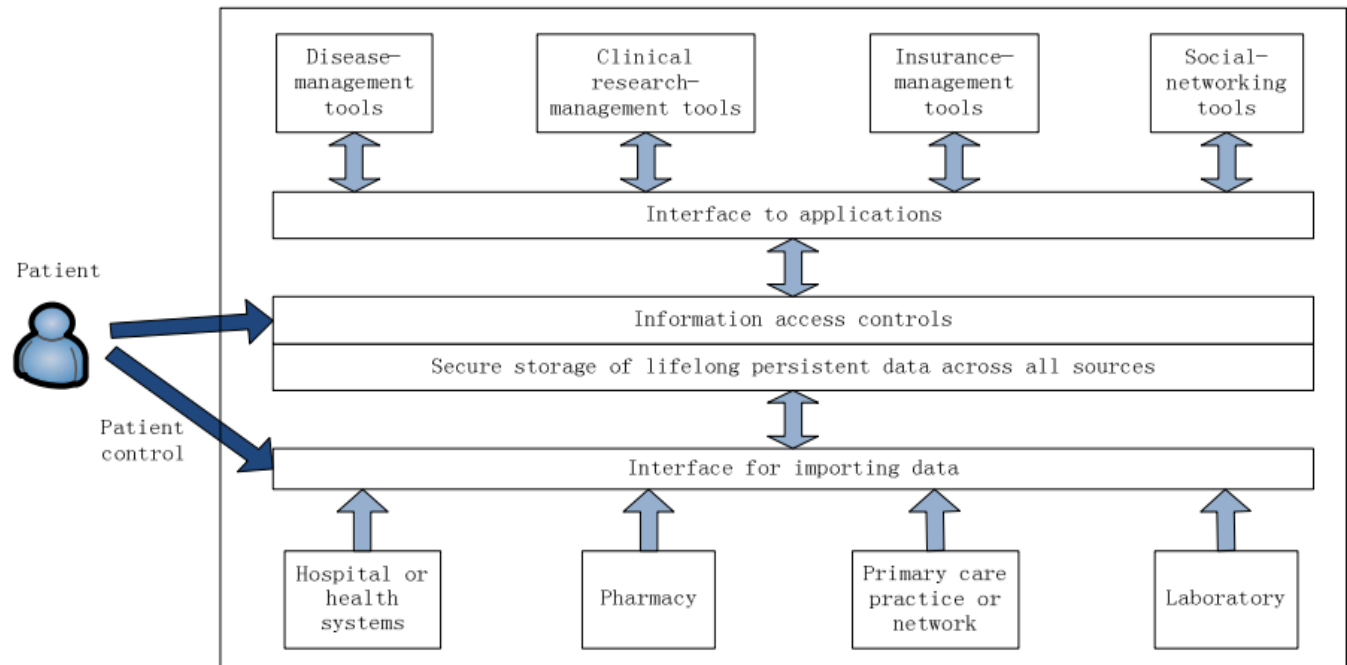 Disease-
management
tools
Clinical
research-
management tools
Insurance-
management
tools
Social-
networking
tools
Interface to applications
Patient
Information access controls
Secure storage of lifelong persistent data across all sources
Patient
control
Interface for importing data
Hospital or
health
systems
Pharmacy
Primary care
practice or
network
Laboratory